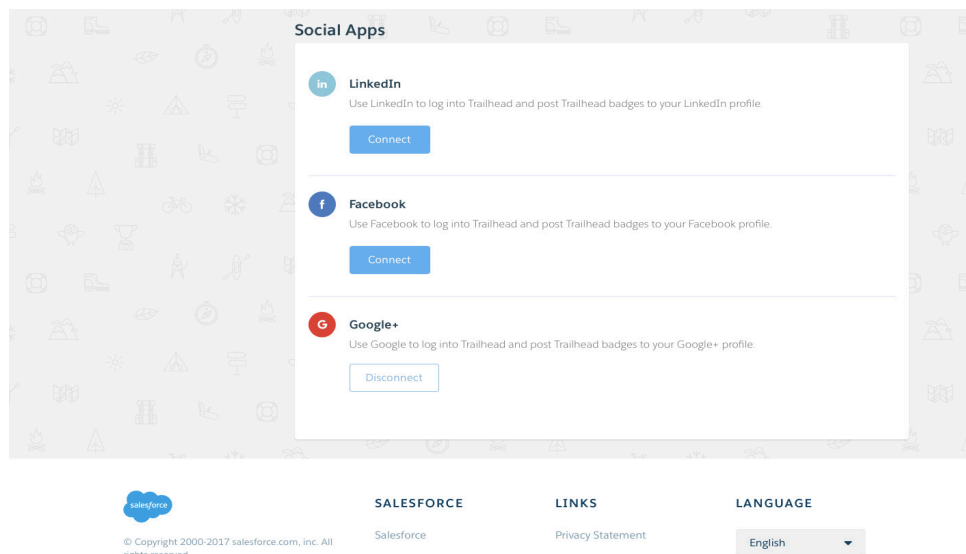 Social Apps
in
LinkedIn
Use LinkedIn to log into Trailhead and post Trailhead badges to your LinkedIn profile.
Connect
f
Facebook
Use Facebook to log into Trailhead and post Trailhead badges to your Facebook profile.
Connect
G
Google+
Use Google to log into Trailhead and post Trailhead badges to your Google+ profile.
Disconnect
salesforce
© Copyright 2000-2017 salesforce.com, inc. All
rights reserved
SALESFORCE
Salesforce
LINKS
Privacy Statement
LANGUAGE
English